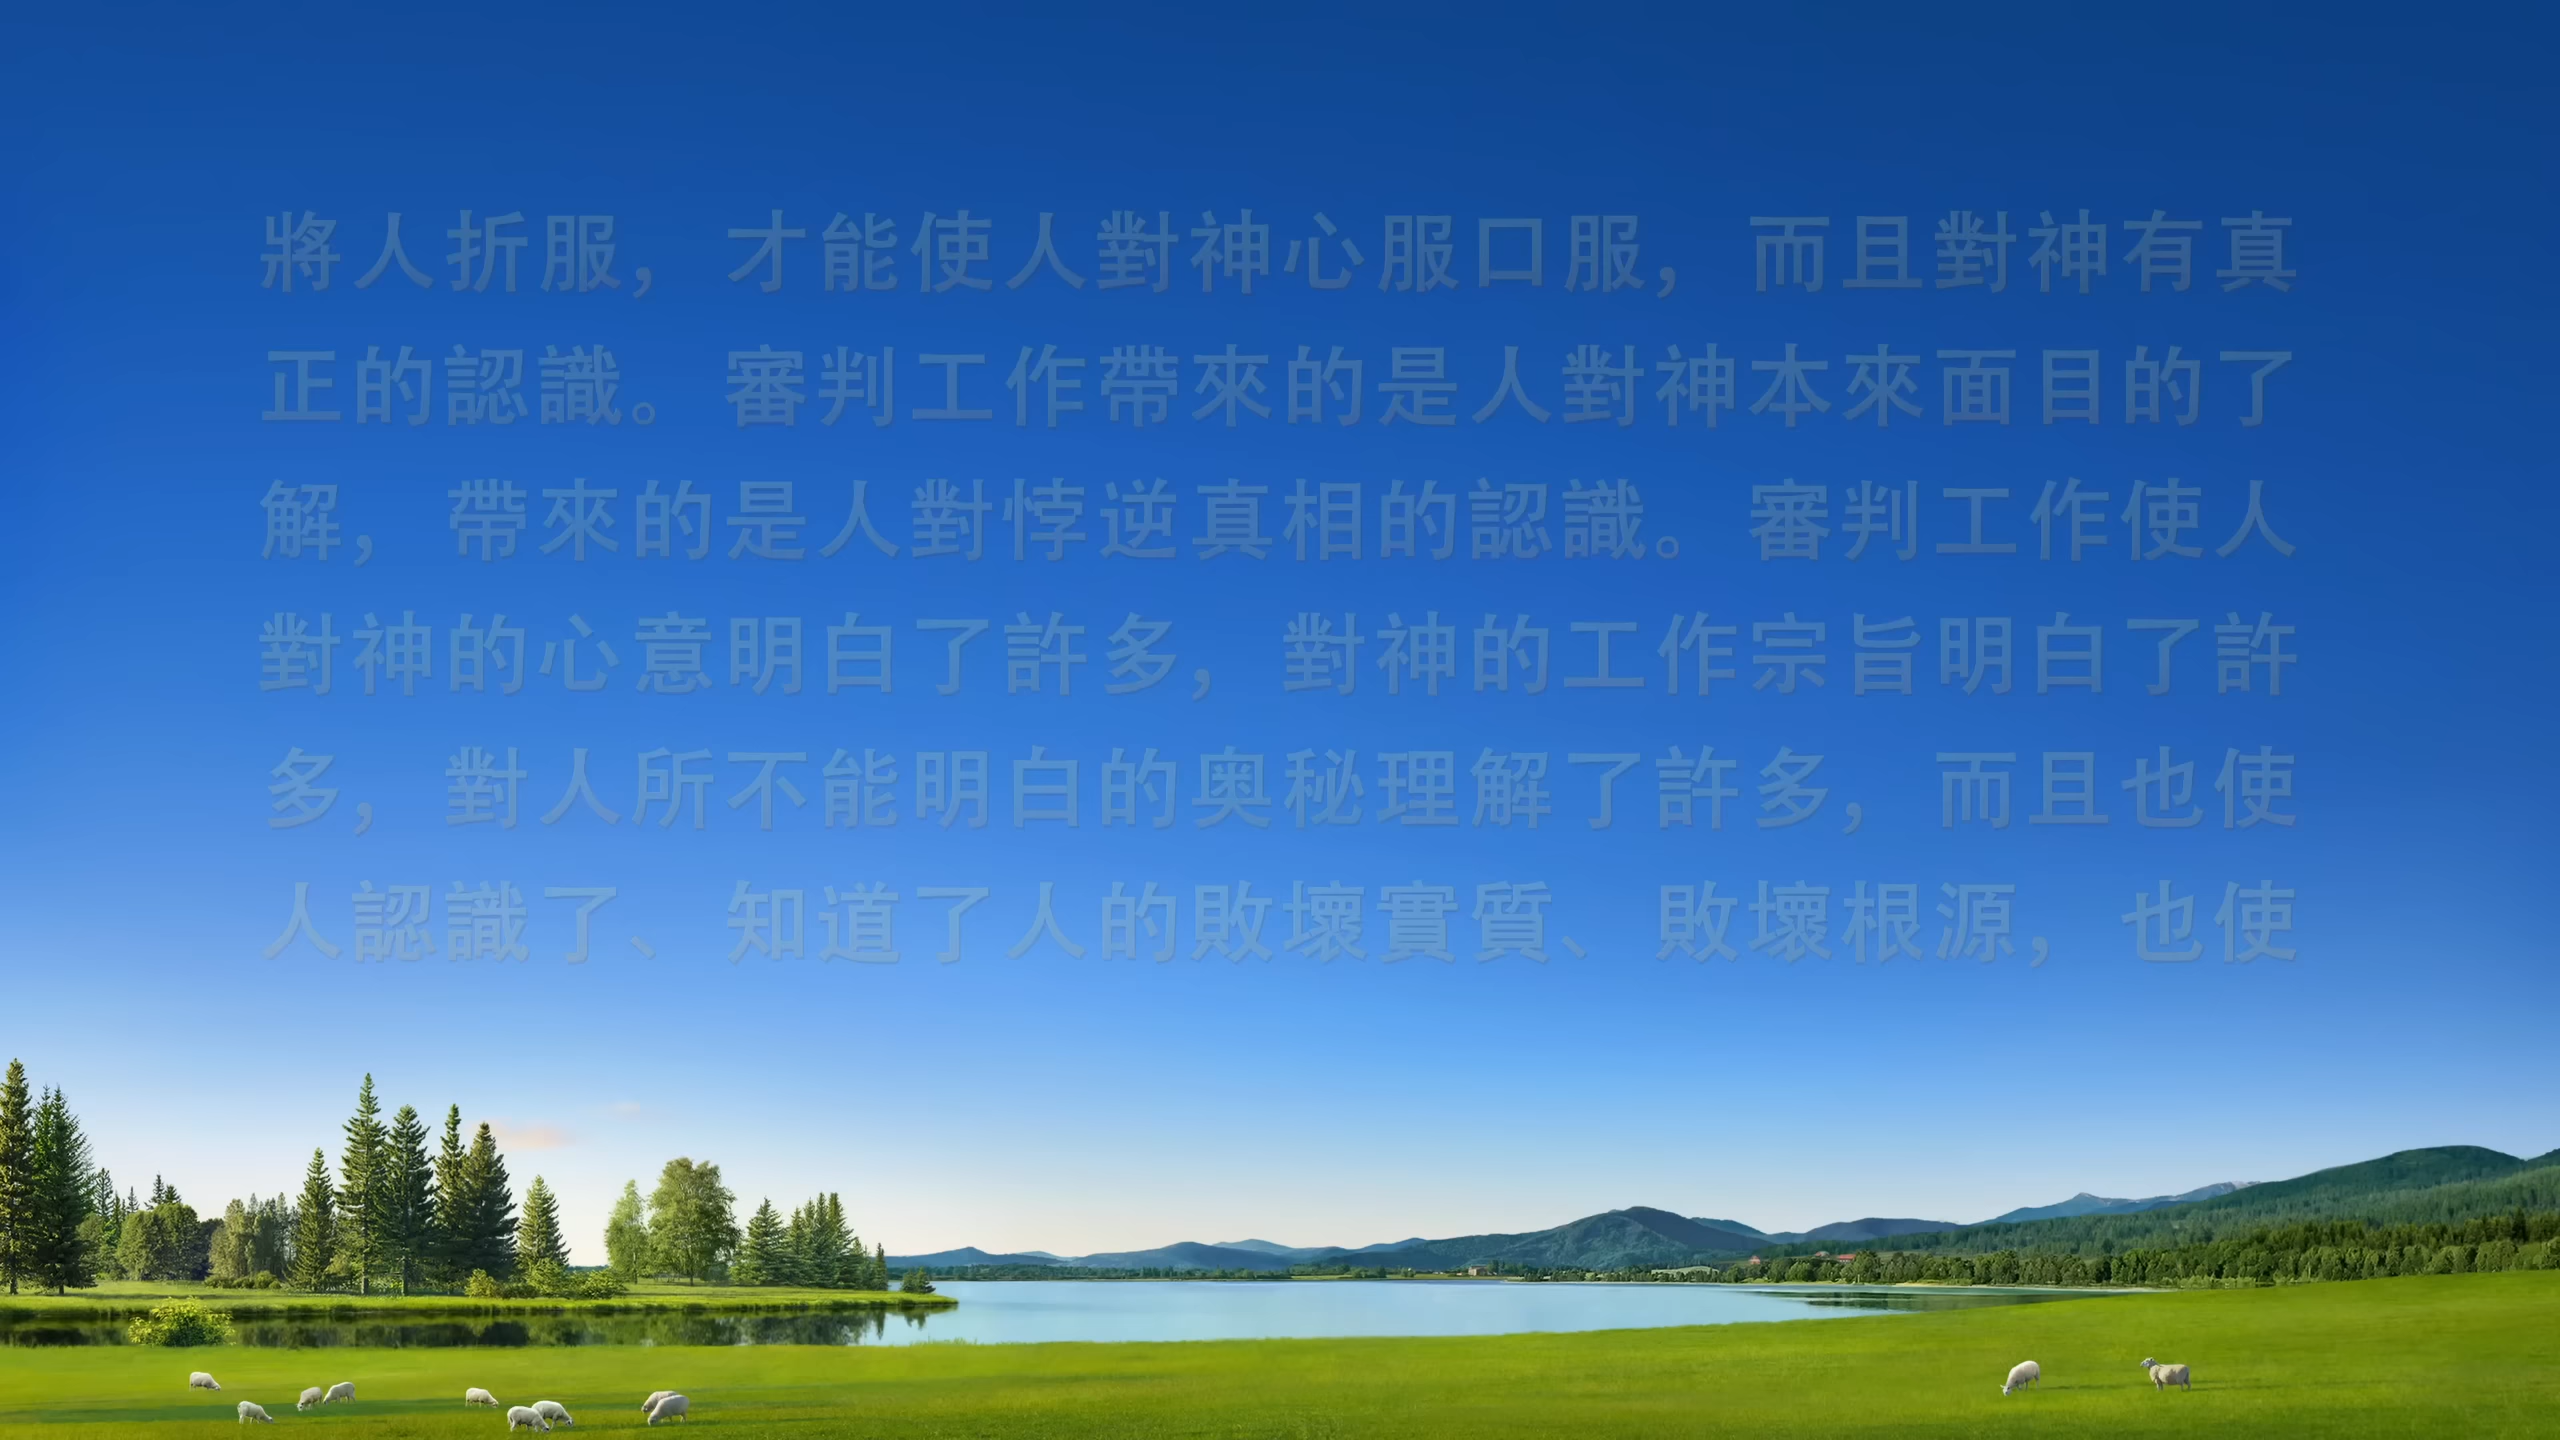 將人折服，才能使人對神心服口服，而且對神有真
正的認識。審判工作帶來的是人對神本來面目的了
解，帶來的是人對悖逆真相的認識。審判工作使人
對神的心意明白了許多，對神的工作宗旨明白了許
多，對人所不能明白的奧秘理解了許多，而且也使
人認識了、知道了人的敗壞實質、敗壞根源，也使